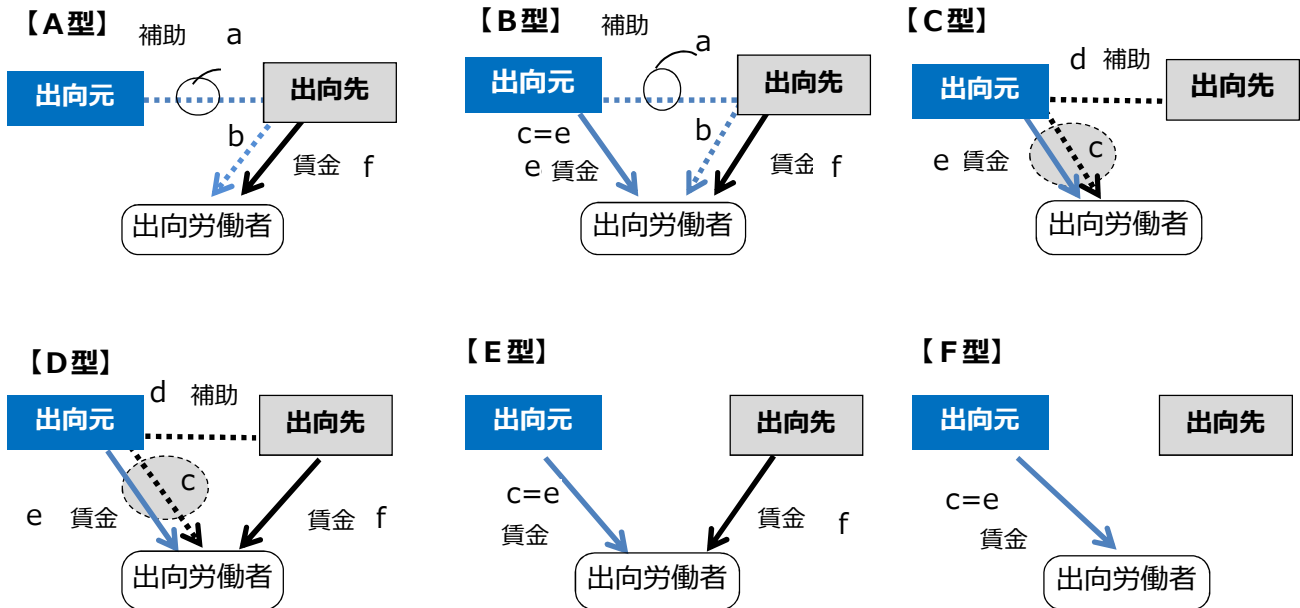 【A型】
補助 a
出向元
出向先
b
賃金 f
出向労働者
【B型】
補助 a
出向元
出向先
c=e
b
e 賃金
賃金 f
出向労働者
【C型】
d 補助
出向元
出向先
c
e 賃金
出向労働者
【D型】
d 補助
出向元
出向先
c
e 賃金
賃金 f
出向労働者
【E型】
出向元
出向先
c=e
賃金
賃金 f
出向労働者
【F型】
出向元
出向先
c=e
賃金
出向労働者